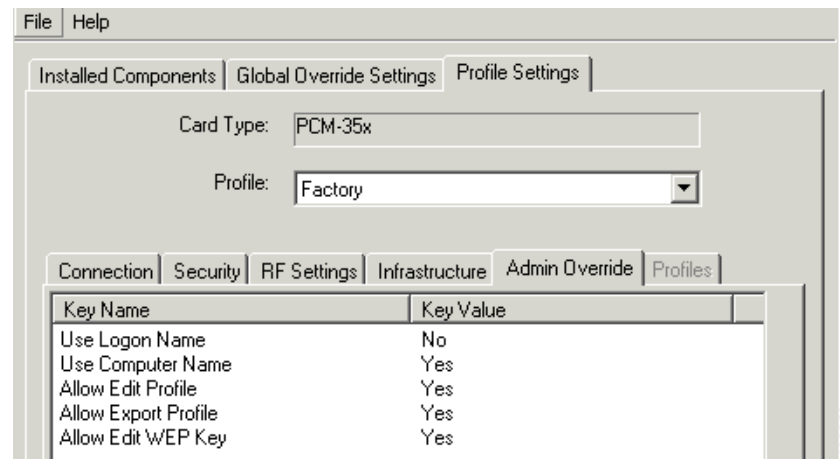 File Help
Installed Components Global Override Settings Profile Settings
Card Type: PCM-35x
Profile: Factory
Connection Security RF Settings Infrastructure Admin Override Profiles
Key Name Key Value
Use Logon Name No
Use Computer Name Yes
Allow Edit Profile Yes
Allow Export Profile Yes
Allow Edit WEP Key Yes